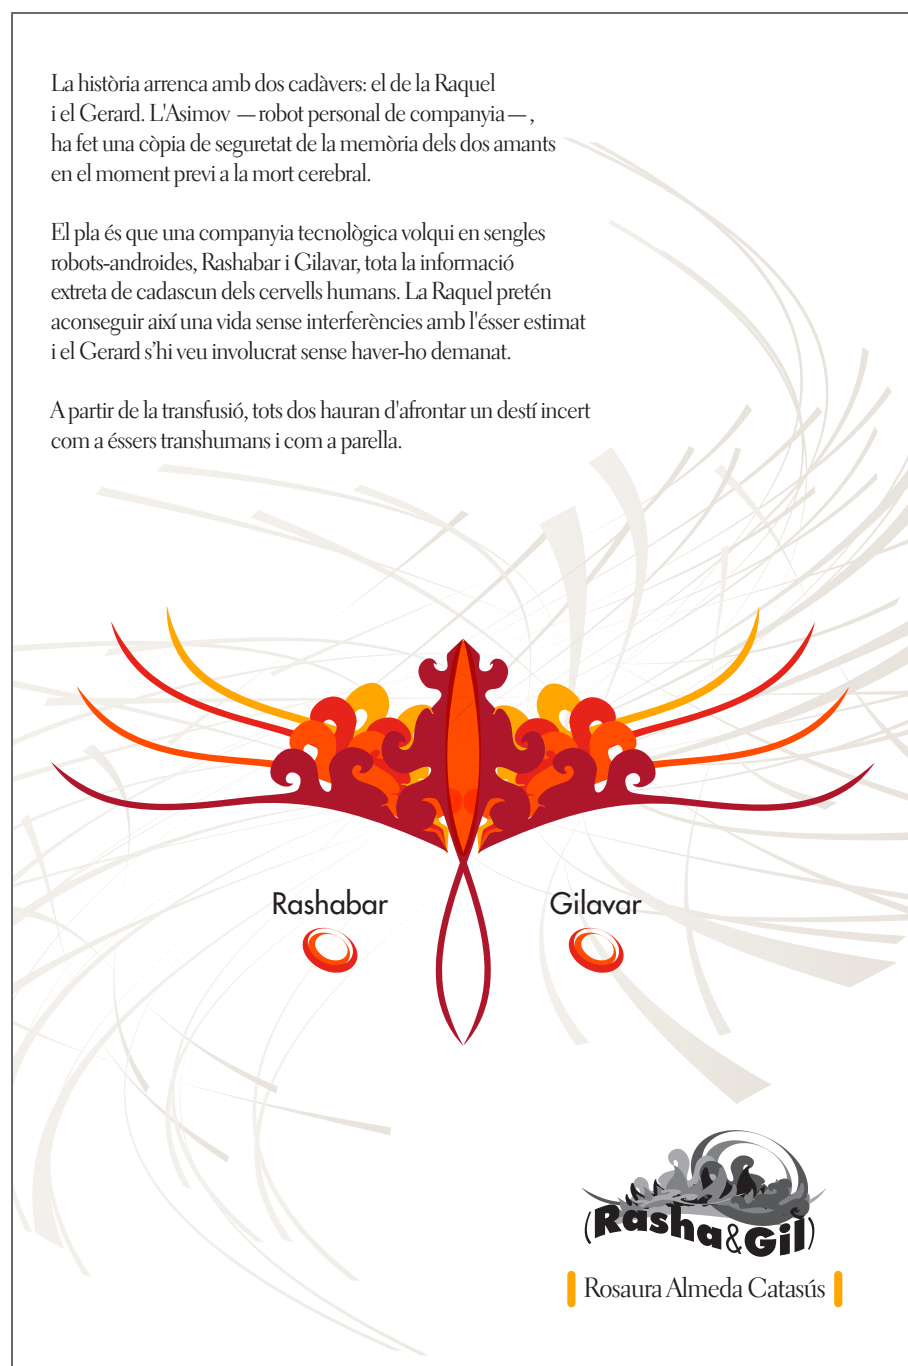 La història arrenca amb dos cadàvers: el de la Raquel
i el Gerard. L'Asimov —robot personal de companyia—,
ha fet una còpia de seguretat de la memòria dels dos amants
en el moment previ a la mort cerebral.
El pla és que una companyia tecnològica volqui en sengles
robots-androides, Rashabar i Gilavar, tota la informació
extreta de cadascun dels cervells humans. La Raquel pretén
aconseguir així una vida sense interferències amb l'ésser estimat
i el Gerard s’hi veu involucrat sense haver-ho demanat.
A partir de la transfusió, tots dos hauran d'afrontar un destí incert
com a éssers transhumans i com a parella.
Rashabar Gilavar
(Rasha&Gil)
Rosaura Almeda Catasús